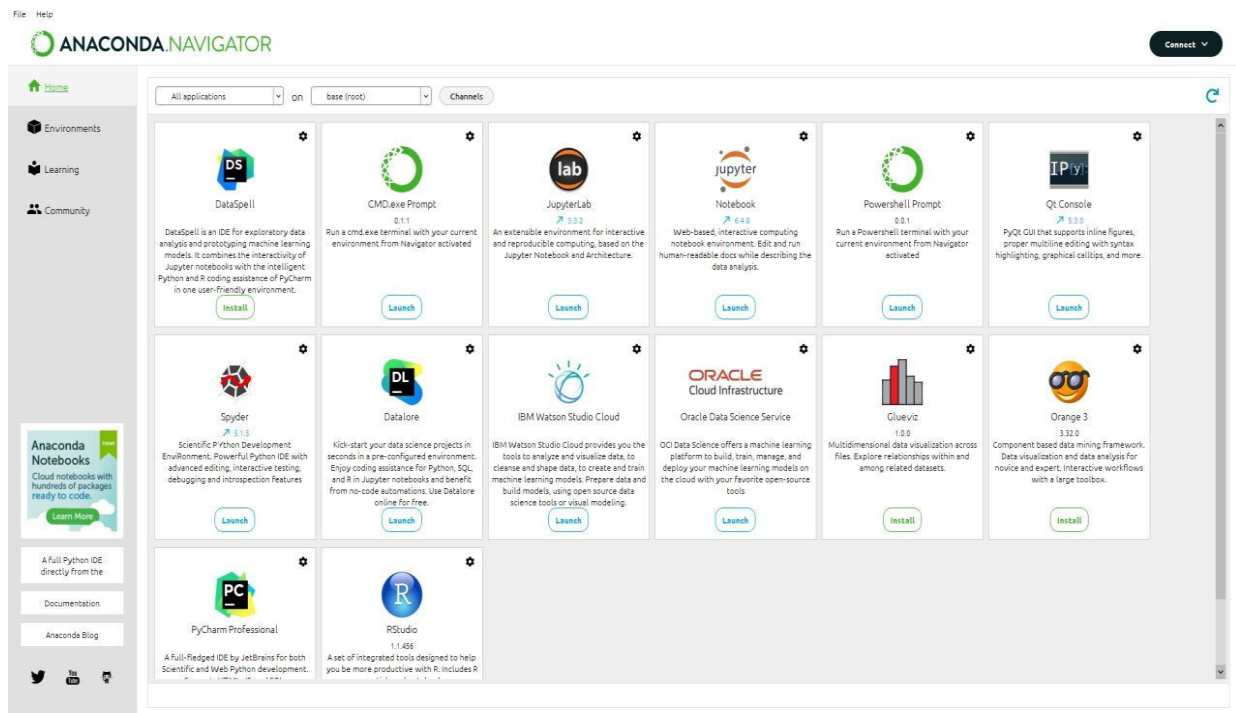 File Help
ANACONDA.NAVIGATOR
Connect
Home
Environments
Learning
Community
All applications
on
base (root)
Channels
DS
DataSpell
DataSpell is an IDE for exploratory data
analysis and prototyping machine learning
models. It combines the interactivity of
Jupyter notebooks with the intelligent
Python and R coding assistance of PyCharm
in one user-friendly environment.
Install
CMD.exe Prompt
0.1.1
Run a cmd.exe terminal with your current
environment from Navigator activated
Launch
lab
JupyterLab
3.3.2
An extensible environment for interactive
and reproducible computing, based on the
Jupyter Notebook and Architecture.
Launch
jupyter
Notebook
6.4.8
Web-based, interactive computing
notebook environment. Edit and run
human-readable docs while describing the
data analysis.
Launch
Powershell Prompt
0.0.1
Run a Powershell terminal with your
current environment from Navigator
activated
Launch
IP[y]:
Qt Console
5.3.0
PyQt GUI that supports inline figures,
proper multiline editing with syntax
highlighting, graphical calltips, and more.
Launch
Spyder
5.1.5
Scientific PYthon Development
EnviRonment. Powerful Python IDE with
advanced editing, interactive testing,
debugging and introspection features
Launch
DL
Datalore
Kick-start your data science projects in
seconds in a pre-configured environment.
Enjoy coding assistance for Python, SQL,
and R in Jupyter notebooks and benefit
from no-code automations. Use Datalore
online for free.
Launch
IBM Watson Studio Cloud
IBM Watson Studio Cloud provides you the
tools to analyze and visualize data, to
cleanse and shape data, to create and train
machine learning models. Prepare data and
build models, using open source data
science tools or visual modeling.
Launch
ORACLE
Cloud Infrastructure
Oracle Data Science Service
OCI Data Science offers a machine learning
platform to build, train, manage, and
deploy your machine learning models on
the cloud with your favorite open-source
tools
Launch
Glueviz
1.0.0
Multidimensional data visualization across
files. Explore relationships within and
among related datasets.
Install
Orange 3
3.32.0
Component based data mining framework.
Data visualization and data analysis for
novice and expert. Interactive workflows
with a large toolbox.
Install
PC
PyCharm Professional
A full-fledged IDE by JetBrains for both
Scientific and Web Python development.
R
RStudio
1.1.456
A set of integrated tools designed to help
you be more productive with R. Includes R
Anaconda
Notebooks
Cloud notebooks with
hundreds of packages
ready to code.
Learn More
A Full Python IDE
directly from the
Documentation
Anaconda Blog
You
Tube